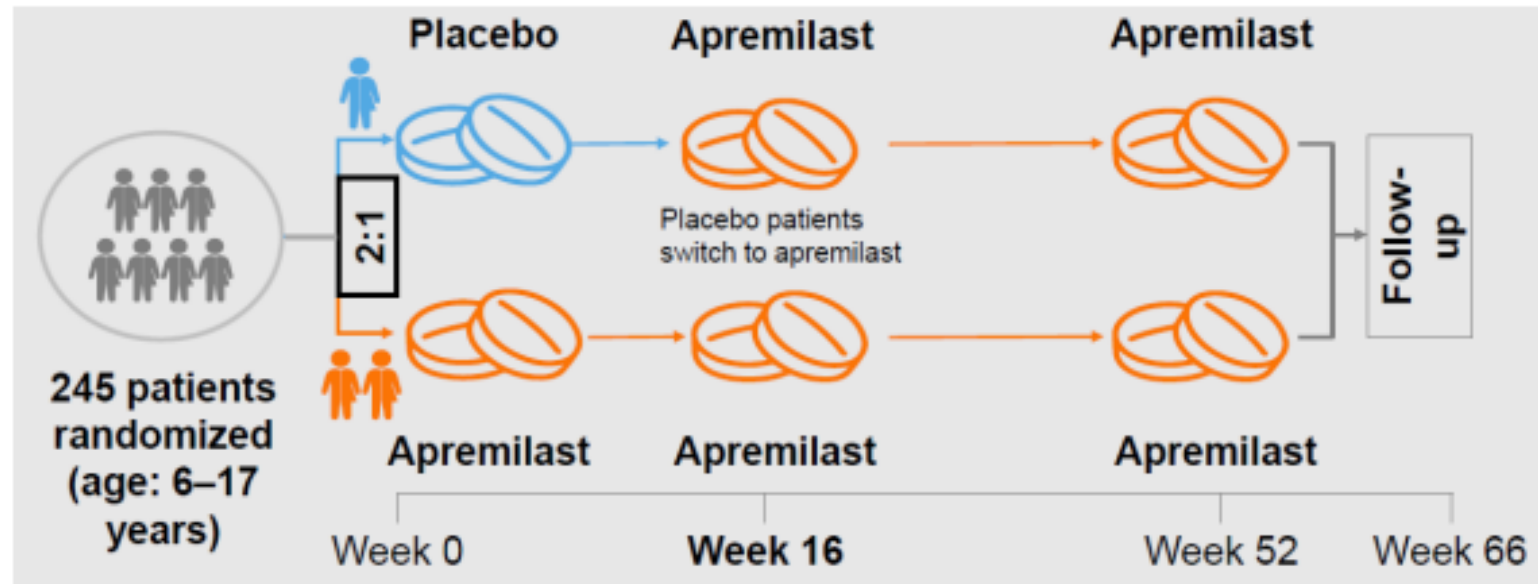 Placebo
Apremilast
Apremilast
2:1
Placebo patients
switch to apremilast
Follow-
up
245 patients
randomized
(age: 6–17
years)
Apremilast
Apremilast
Apremilast
Week 0
Week 16
Week 52
Week 66